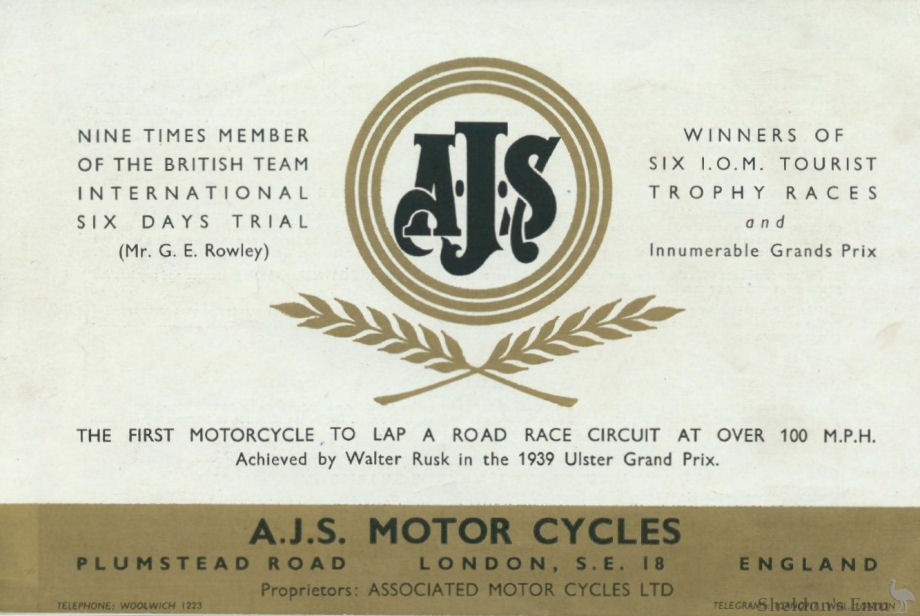 NINE TIMES MEMBER
OF THE BRITISH TEAM
INTERNATIONAL
SIX DAYS TRIAL
(Mr. G. E. Rowley)
A.J.S
WINNERS OF
SIX I.O.M. TOURIST
TROPHY RACES
and
Innumerable Grands Prix
THE FIRST MOTORCYCLE TO LAP A ROAD RACE CIRCUIT AT OVER 100 M.P.H.
Achieved by Walter Rusk in the 1939 Ulster Grand Prix.
A.J.S. MOTOR CYCLES
PLUMSTEAD ROAD LONDON, S.E. 18 ENGLAND
Proprietors: ASSOCIATED MOTOR CYCLES LTD
TELEPHONE: WOOLWICH 1223
Sheldon's Emu